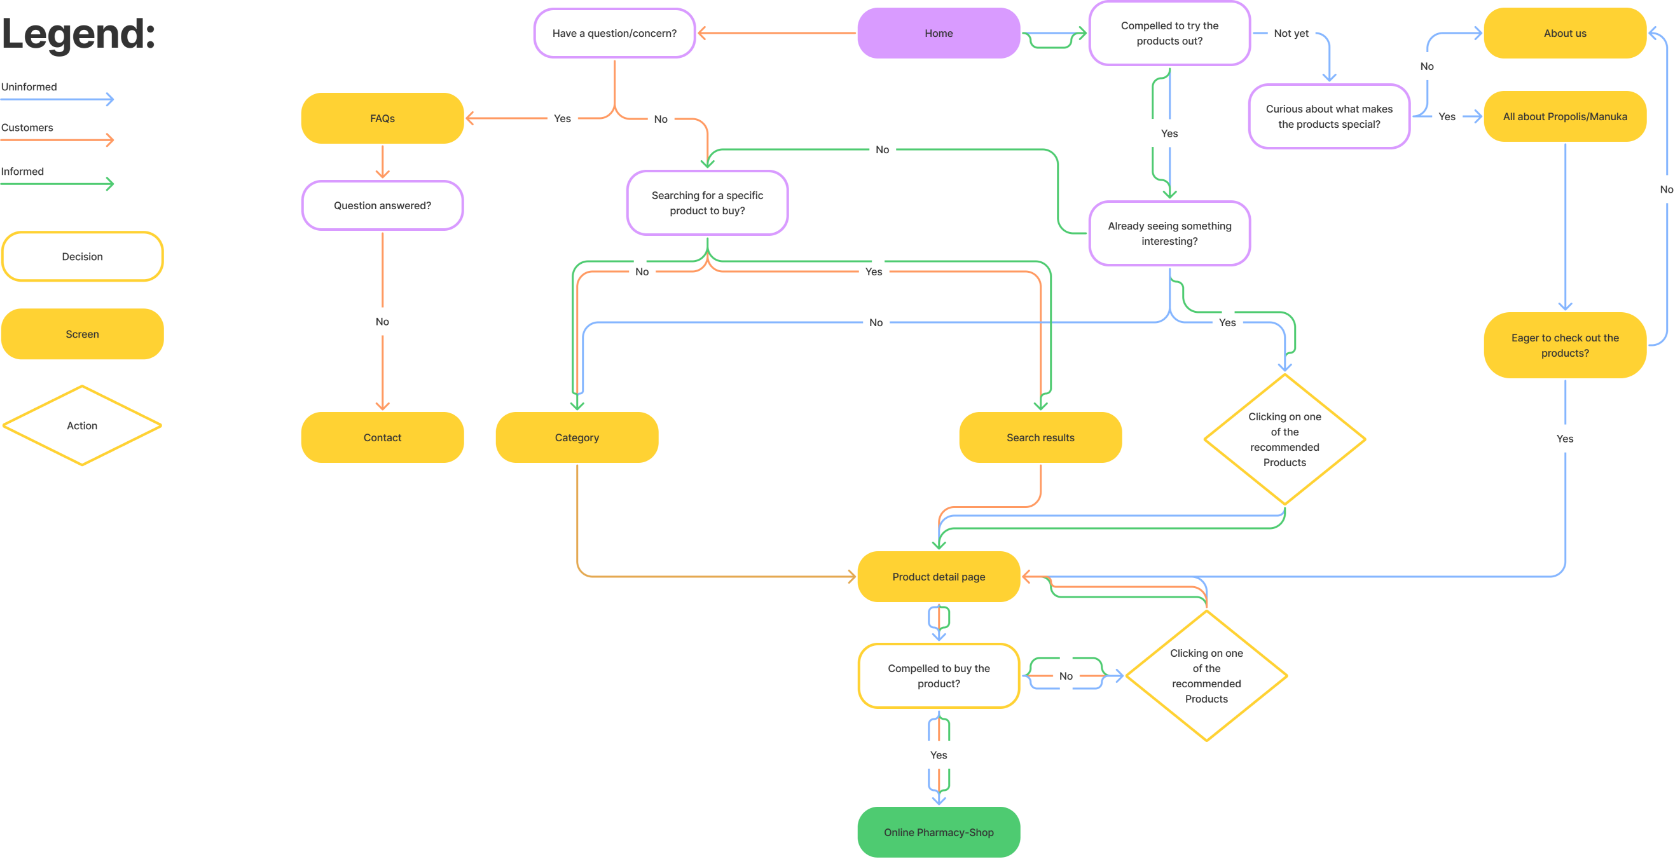 Legend:
Uninformed
Customers
Informed
Decision
Screen
Action
Have a question/concern?
Home
Compelled to try the
products out?
Not yet
About us
No
Curious about what makes
the products special?
Yes
All about Propolis/Manuka
FAQs
Yes
No
Yes
No
No
Question answered?
Searching for a specific
product to buy?
Already seeing something
interesting?
No
Yes
No
No
Yes
Eager to check out the
products?
Contact
Category
Search results
Clicking on one
of the
recommended
Products
Yes
Product detail page
Compelled to buy the
product?
No
Clicking on one
of the
recommended
Products
Yes
Online Pharmacy-Shop